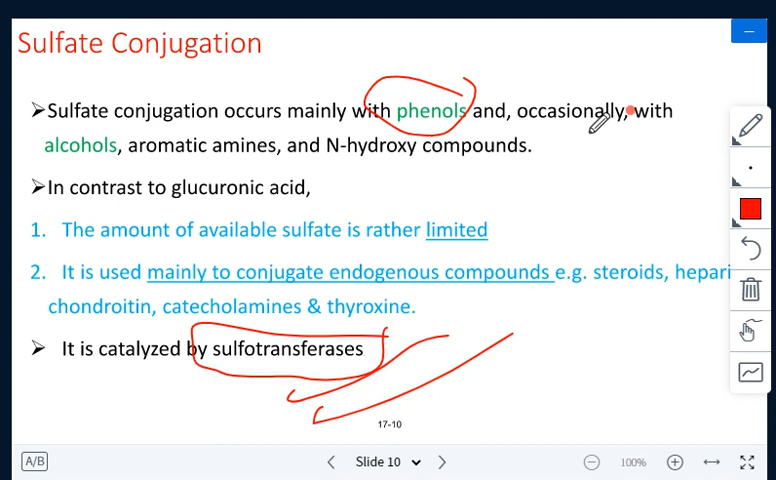 Sulfate Conjugation
➢Sulfate conjugation occurs mainly with phenols and, occasionally, with
alcohols, aromatic amines, and N-hydroxy compounds.
➢In contrast to glucuronic acid,
1. The amount of available sulfate is rather limited
2. It is used mainly to conjugate endogenous compounds e.g. steroids, hepari
chondroitin, catecholamines & thyroxine.
➢ It is catalyzed by sulfotransferases
17-10
A/B
Slide 10
100%